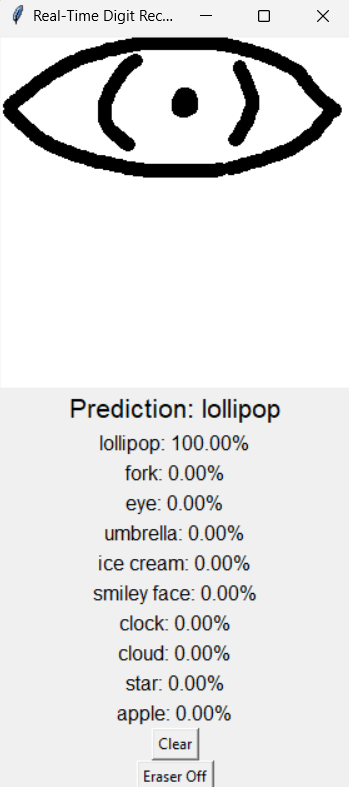 Real-Time Digit Rec...
Prediction: lollipop
lollipop: 100.00%
fork: 0.00%
eye: 0.00%
umbrella: 0.00%
ice cream: 0.00%
smiley face: 0.00%
clock: 0.00%
cloud: 0.00%
star: 0.00%
apple: 0.00%
Clear
Eraser Off